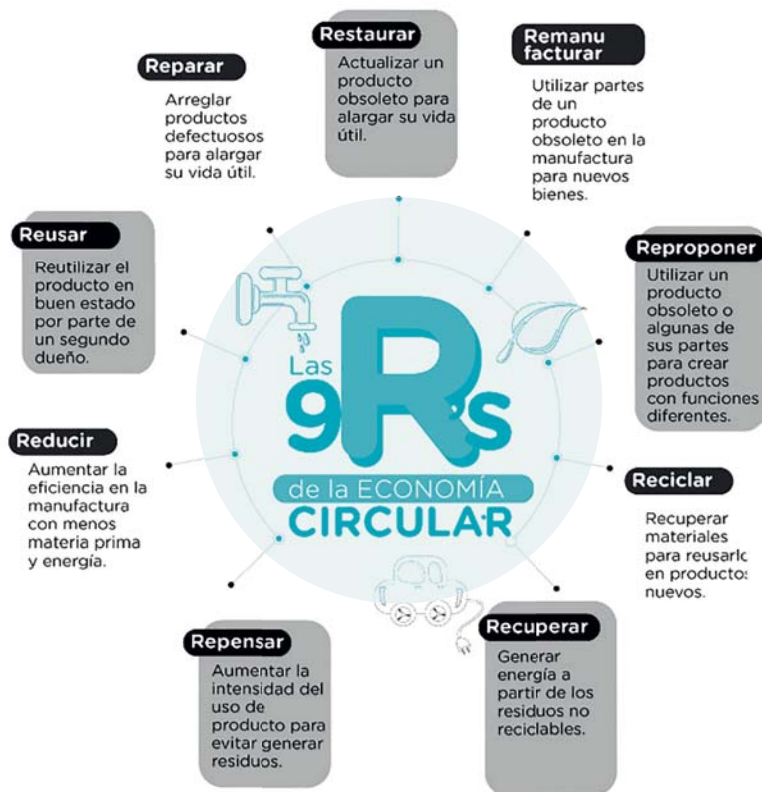 Restaurar
Actualizar un
producto
obsoleto para
alargar su vida
útil.
Remanu
facturar
Utilizar partes
de un
producto
obsoleto en la
manufactura
para nuevos
bienes.
Reparar
Arreglar
productos
defectuosos
para alargar
su vida útil.
Reusar
Reutilizar el
producto en
buen estado
por parte de
un segundo
dueño.
Reproponer
Utilizar un
producto
obsoleto o
algunas de
sus partes
para crear
productos
con funciones
diferentes.
Las
9R's
de la ECONOMÍA
CIRCULAR
Reducir
Aumentar la
eficiencia en la
manufactura
con menos
materia prima
y energía.
Reciclar
Recuperar
materiales
para reusarlo
en productos
nuevos.
Repensar
Aumentar la
intensidad del
uso de
producto para
evitar generar
residuos.
Recuperar
Generar
energía a
partir de los
residuos no
reciclables.